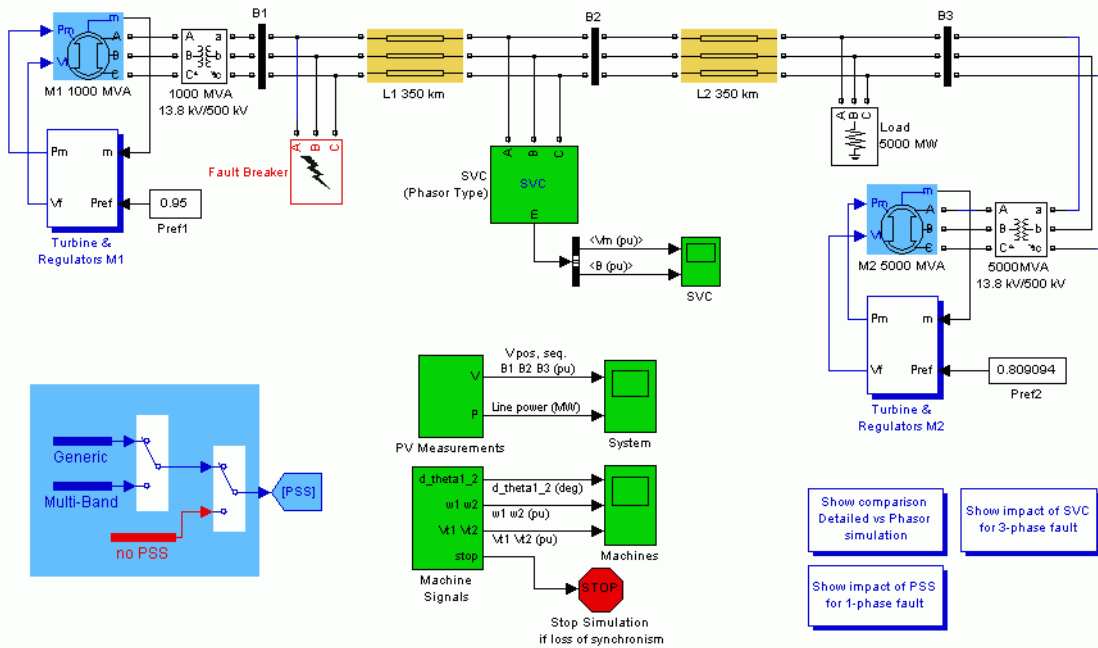 B1
B2
B3
Pm
m
A
B
C
Vf
M1 1000 MVA
A
a
B
b
C
c
1000 MVA
13.8 kV/500 kV
L1 350 km
L2 350 km
A B C
Load
5000 MW
Pm
m
Vf
Pref
0.95
Pref1
Turbine &
Regulators M1
Fault Breaker
A B C
SVC
(Phasor Type)
A B C
SVC
E
<Vm (pu)>
<B (pu)>
SVC
Pm
m
A
B
C
Vf
M2 5000 MVA
A
a
B
b
C
c
5000MVA
13.8 kV/500 kV
Pm
m
Vf
Pref
0.809094
Pref2
Turbine &
Regulators M2
Generic
Multi-Band
no PSS
[PSS]
V
P
PV Measurements
Vpos, seq.
B1 B2 B3 (pu)
Line power (MW)
System
d_theta1_2
w1 w2
Vt1 Vt2
stop
Machine
Signals
d_theta1_2 (deg)
w1 w2 (pu)
Vt1 Vt2 (pu)
Machines
STOP
Stop Simulation
if loss of synchronism
Show comparison
Detailed vs Phasor
simulation
Show impact of SVC
for 3-phase fault
Show impact of PSS
for 1-phase fault